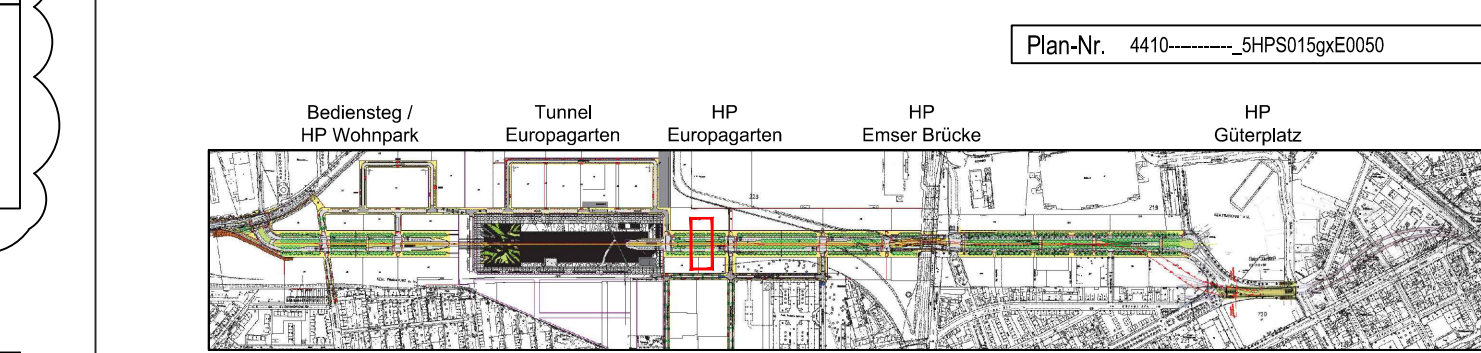 Plan-Nr. 4410-----------_5HPS015gxE0050
Bediensteg /
HP Wohnpark
Tunnel
Europagarten
HP
Europagarten
HP
Emser Brücke
HP
Güterplatz